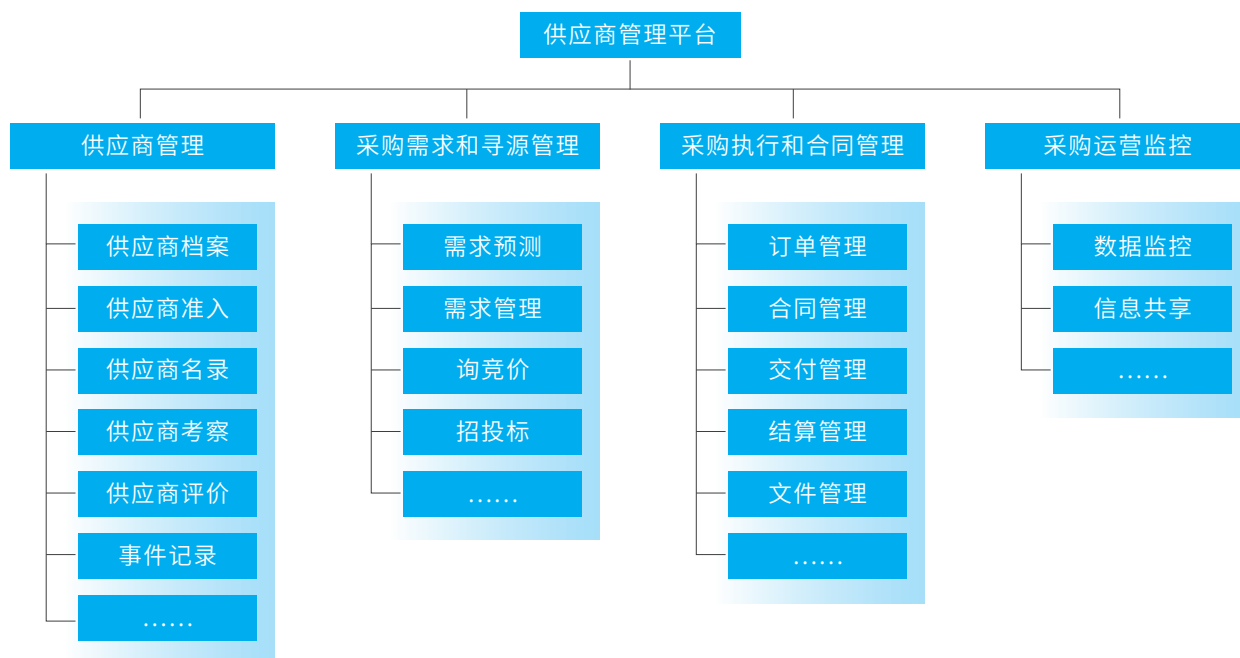 供应商管理平台
供应商管理
采购需求和寻源管理
采购执行和合同管理
采购运营监控
供应商档案
供应商准入
供应商名录
供应商考察
供应商评价
事件记录
......
需求预测
需求管理
询竞价
招投标
......
订单管理
合同管理
交付管理
结算管理
文件管理
......
数据监控
信息共享
......